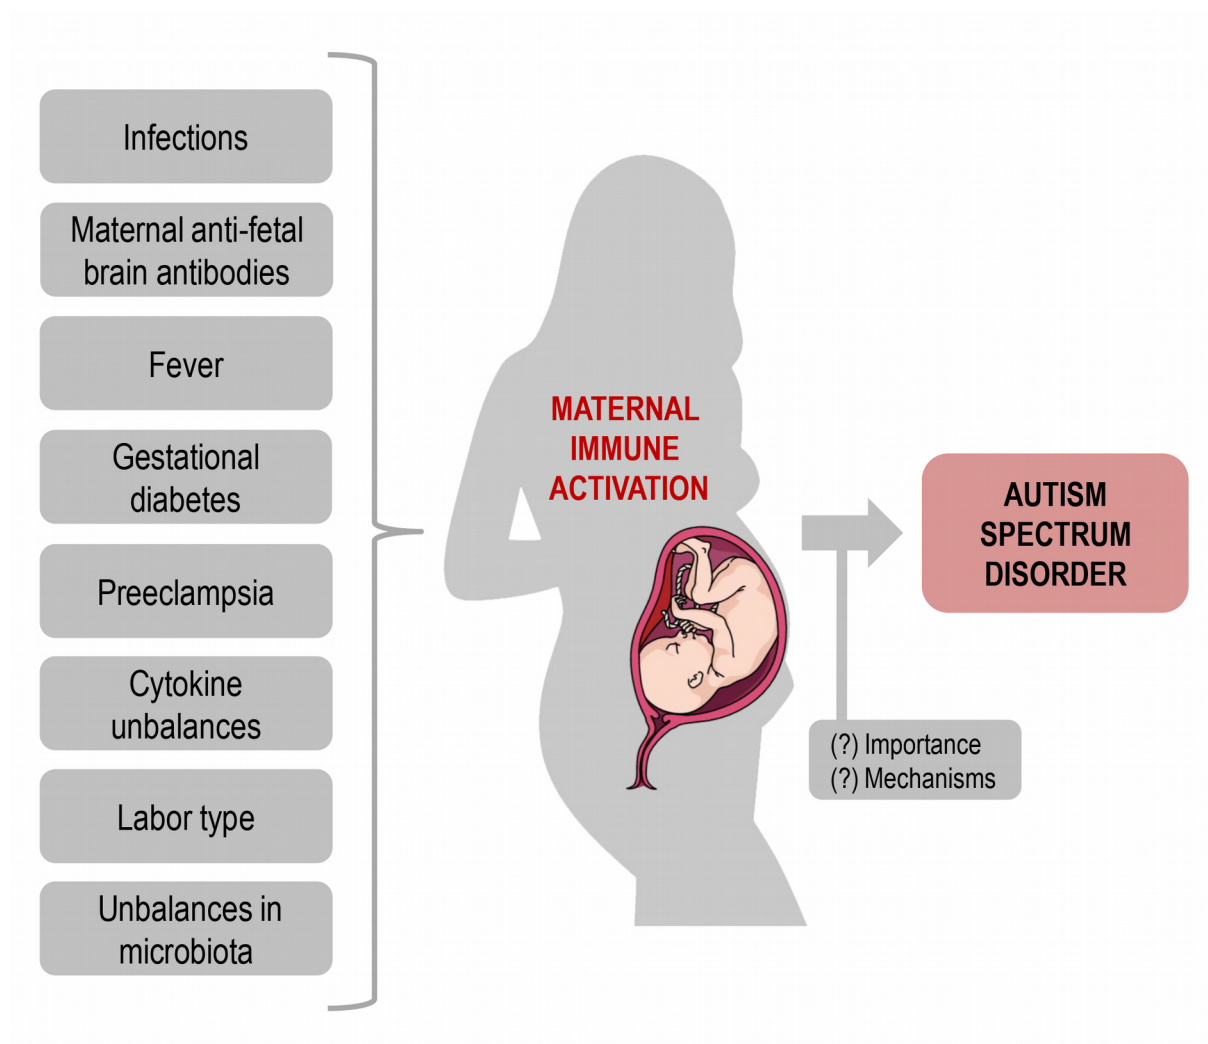 Infections
Maternal anti-fetal
brain antibodies
Fever
Gestational
diabetes
Preeclampsia
Cytokine
unbalances
Labor type
Unbalances in
microbiota
MATERNAL
IMMUNE
ACTIVATION
AUTISM
SPECTRUM
DISORDER
(?) Importance
(?) Mechanisms